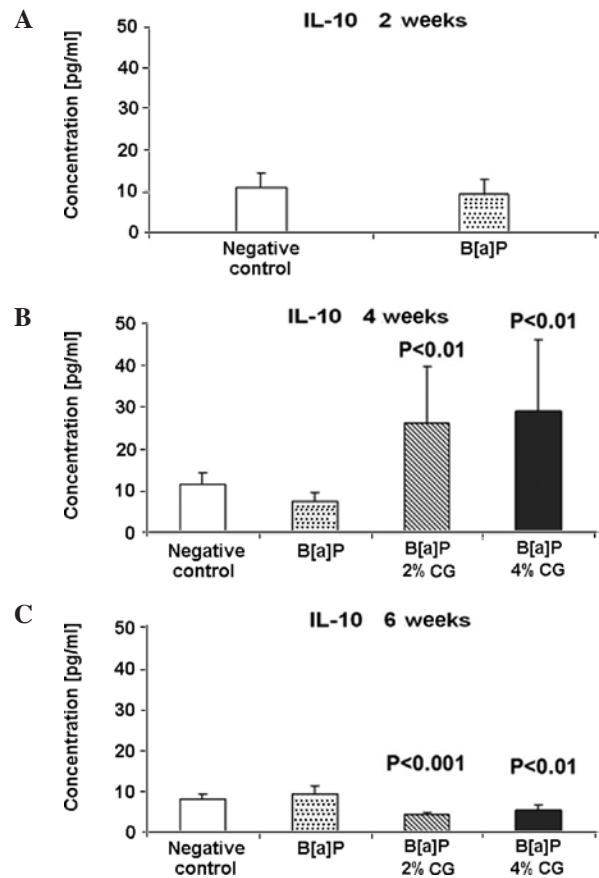 A
IL-10 2 weeks
Concentration [pg/ml]
50
40
30
20
10
0
Negative control
B[a]P
B
IL-10 4 weeks
Concentration [pg/ml]
50
40
30
20
10
0
P<0.01
P<0.01
Negative control
B[a]P
B[a]P
2% CG
B[a]P
4% CG
C
IL-10 6 weeks
Concentration [pg/ml]
50
40
30
20
10
0
P<0.001
P<0.01
Negative control
B[a]P
B[a]P
2% CG
B[a]P
4% CG